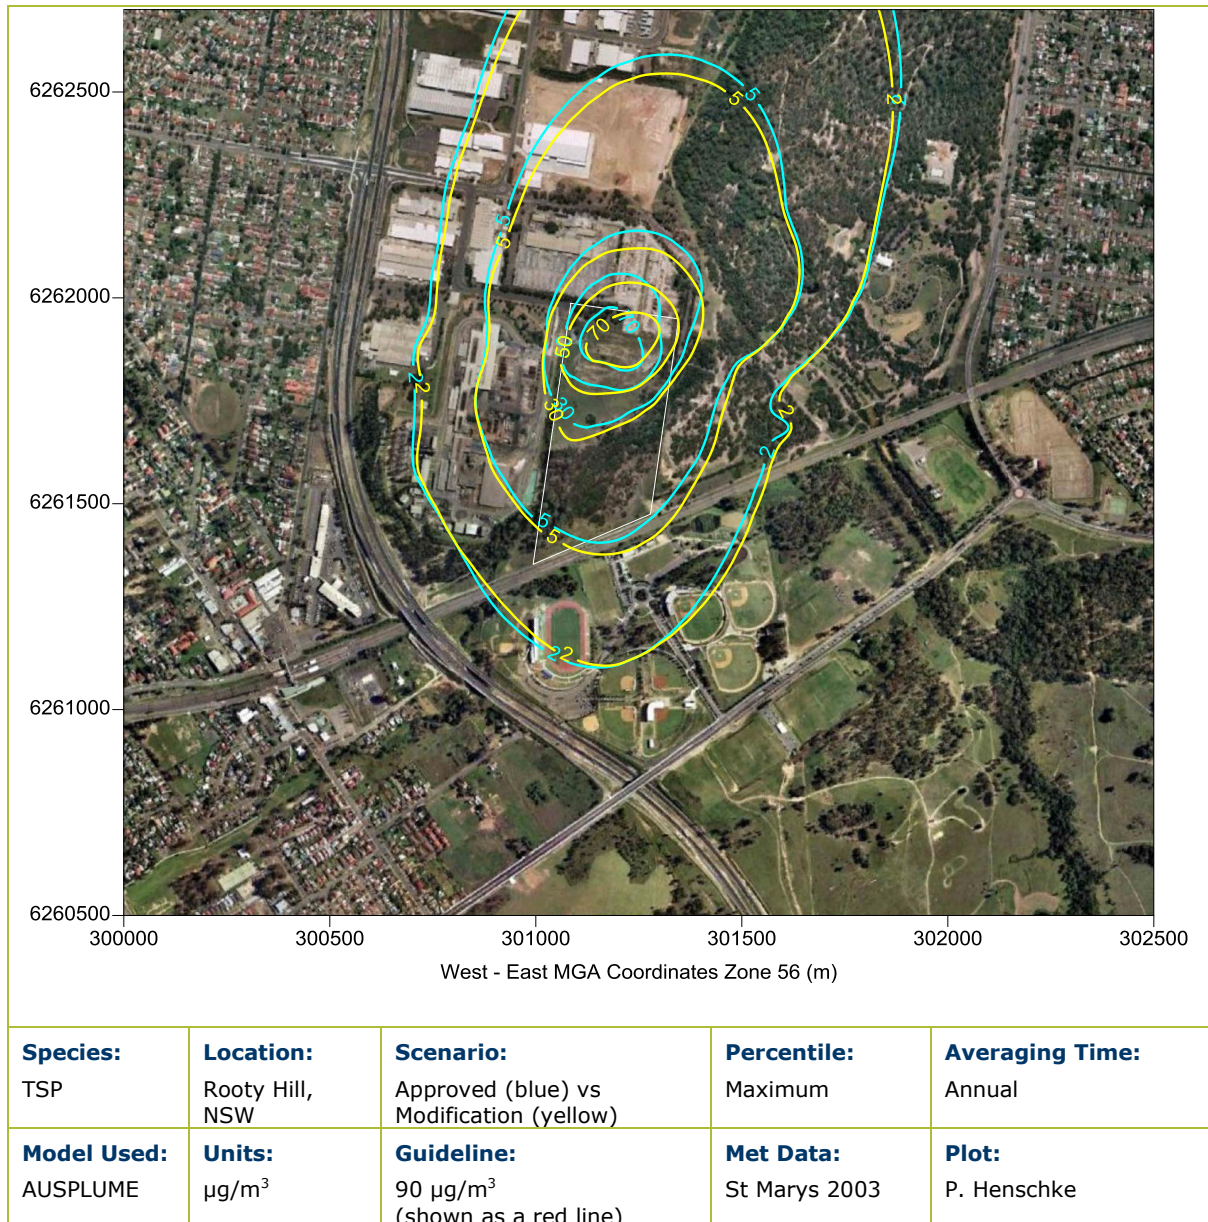 6262500
6262000
6261500
6261000
6260500
300000 300500 301000 301500 302000 302500
West - East MGA Coordinates Zone 56 (m)
5 5
2 2
5
5
70 70
50
2 2
30 30
2
2
5
5
2 2
Species: Location: Scenario: Percentile: Averaging Time:
TSP Rooty Hill, Approved (blue) vs Maximum Annual
NSW Modification (yellow)
Model Used: Units: Guideline: Met Data: Plot:
AUSPLUME µg/m³ 90 µg/m³ St Marys 2003 P. Henschke
(shown as a red line)